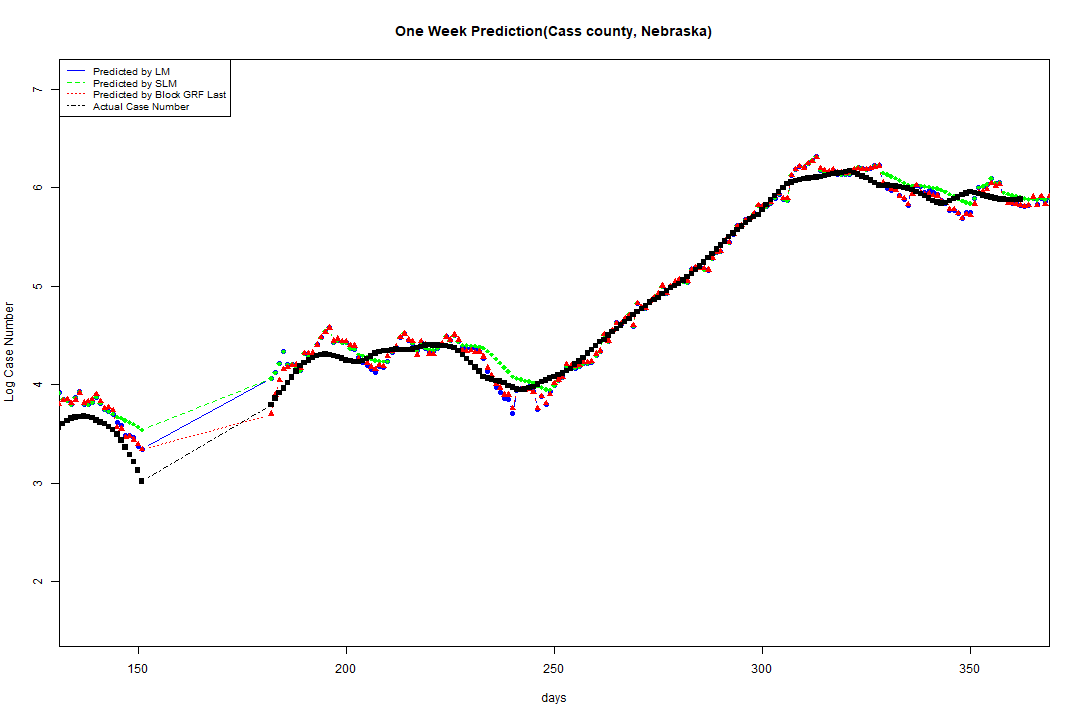 One Week Prediction(Cass county, Nebraska)
Predicted by LM
Predicted by SLM
Predicted by Block GRF Last
Actual Case Number
7
6
5
4
3
2
Log Case Number
150 200 250 300 350
days